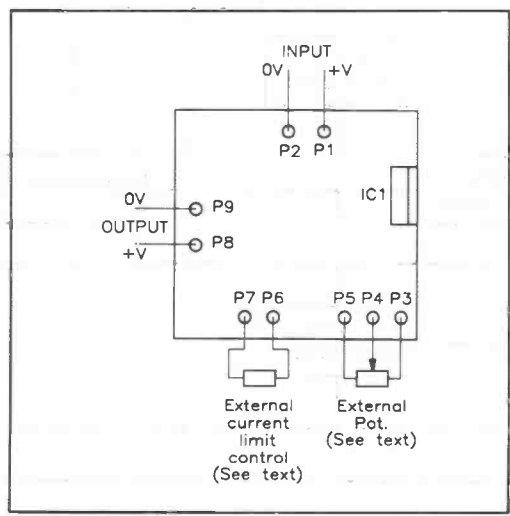 INPUT
0V +V
P2 P1
IC1
0V
P9
OUTPUT
P8
+V
P7 P6
P5 P4 P3
External
current
limit
control
(See text)
External
Pot.
(See text)